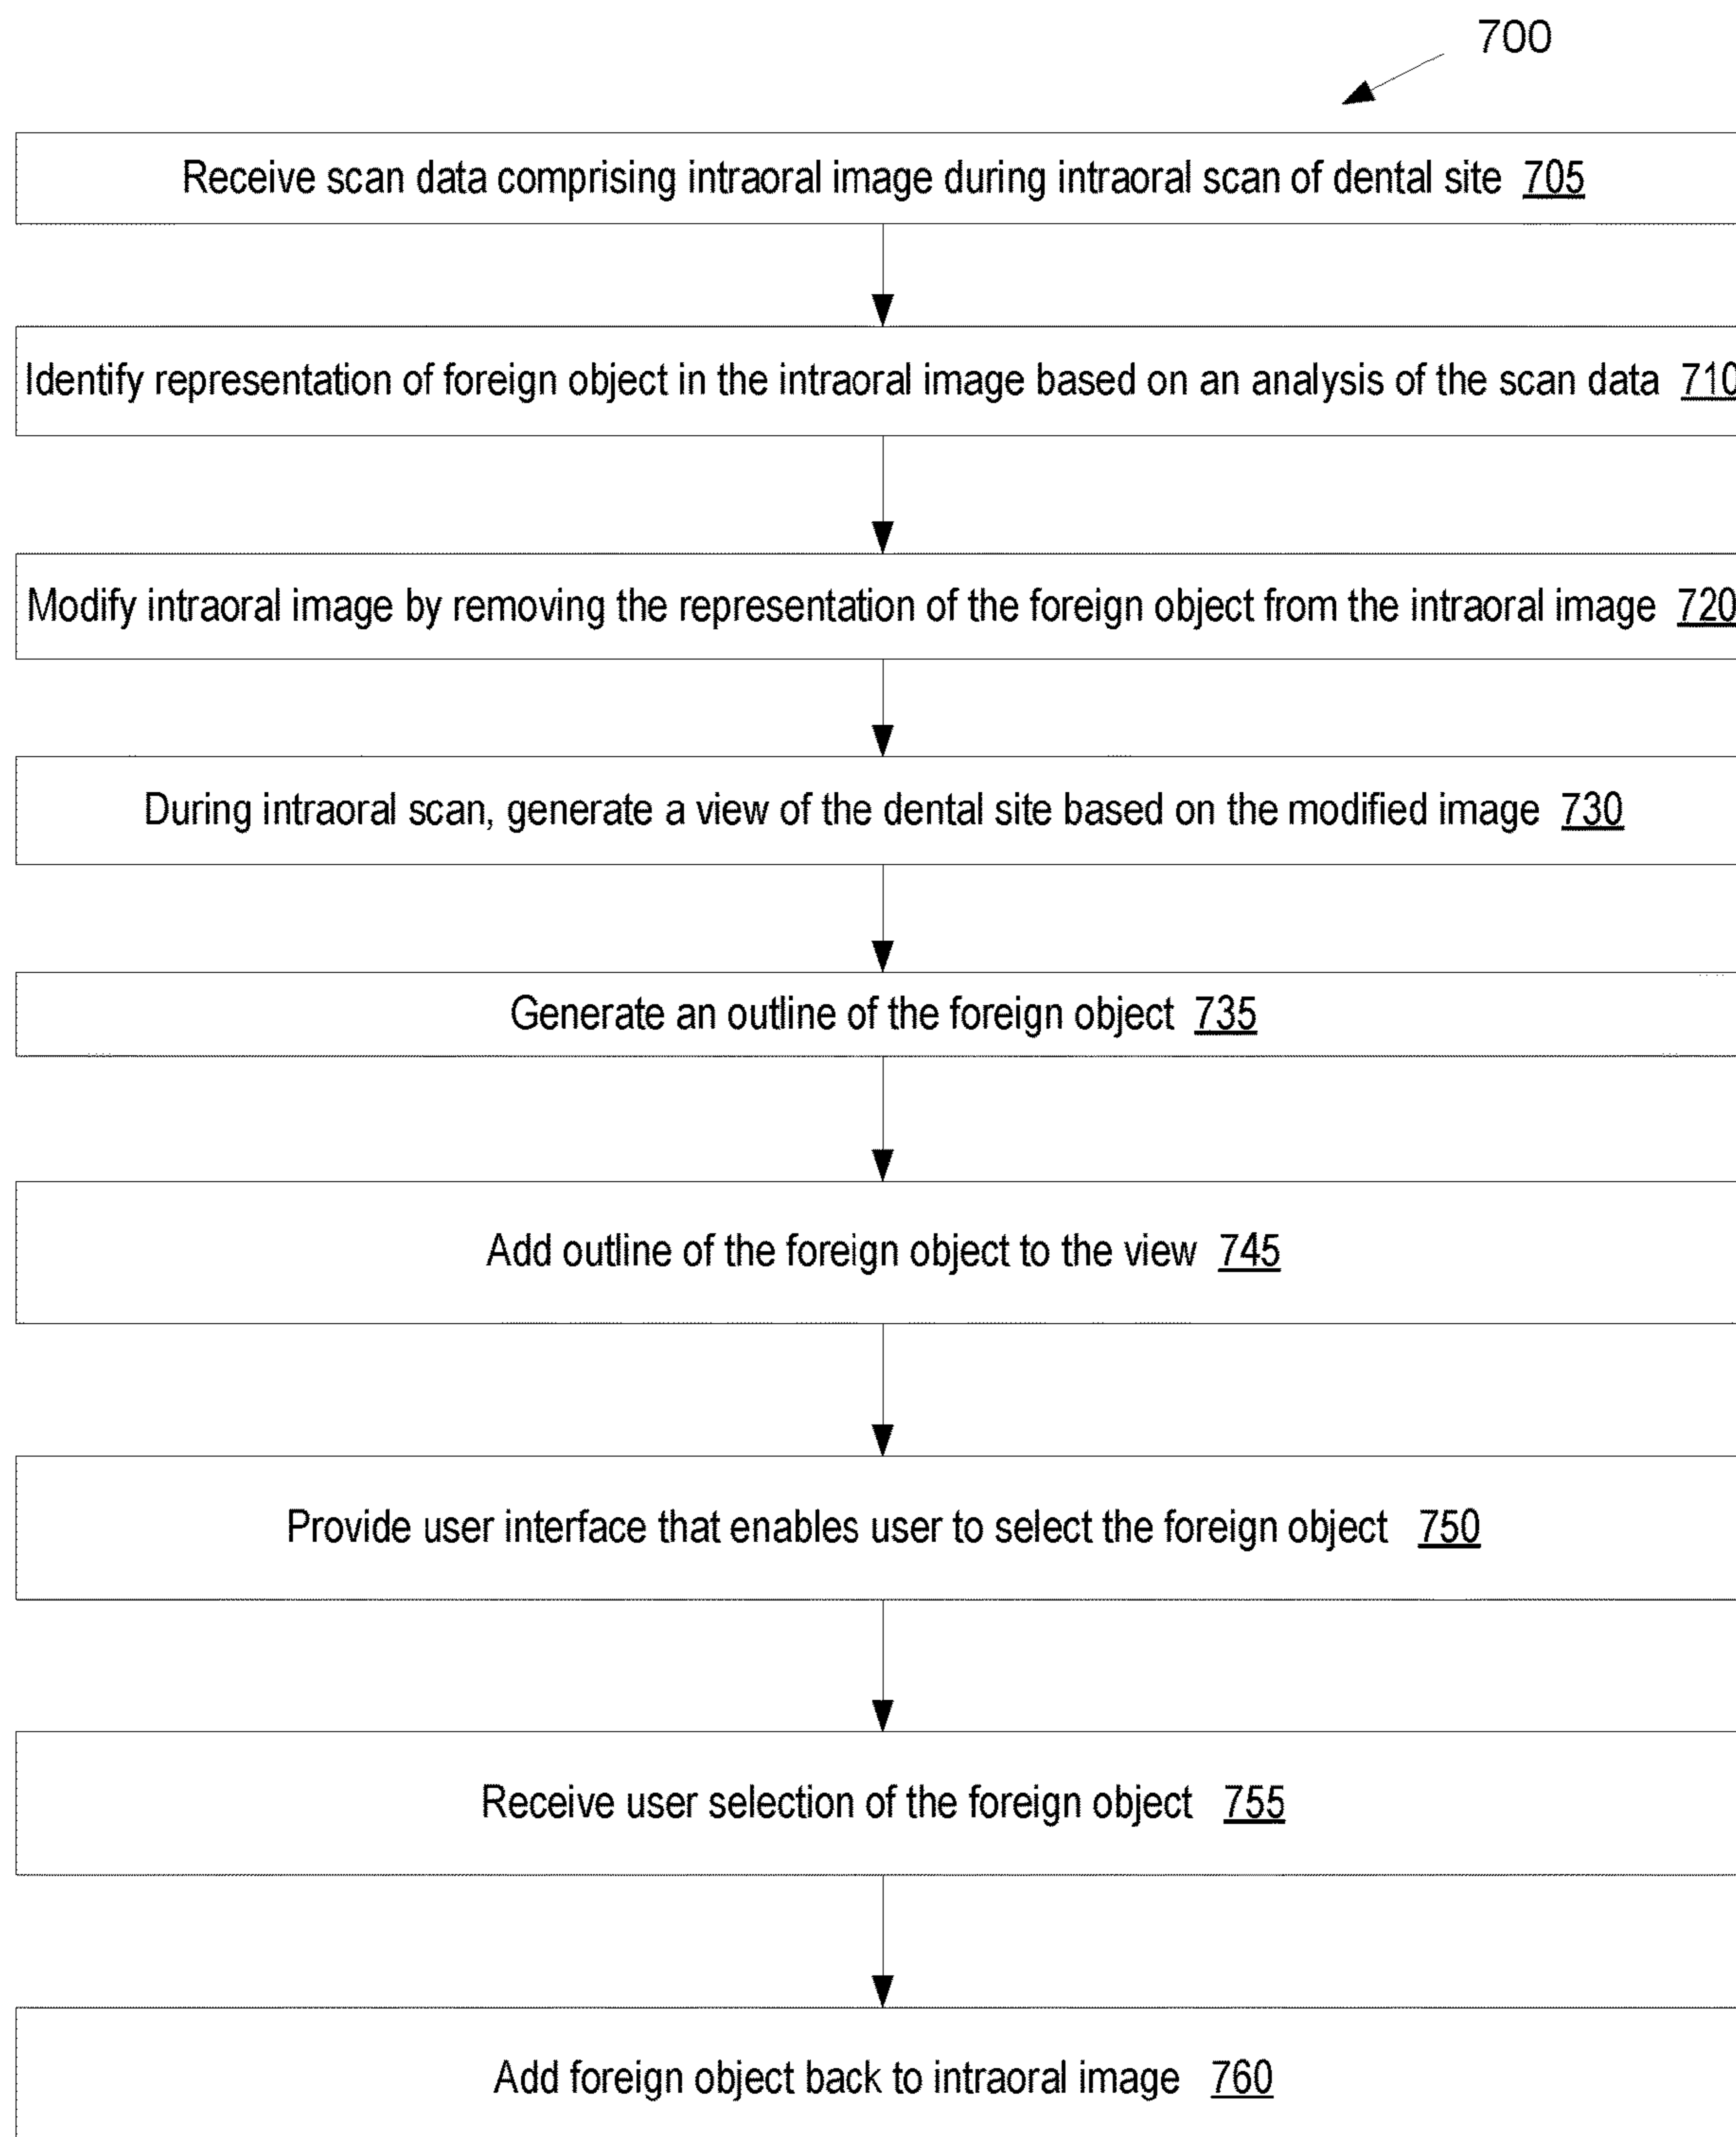 700
Receive scan data comprising intraoral image during intraoral scan of dental site 705
Identify representation of foreign object in the intraoral image based on an analysis of the scan data 710
Modify intraoral image by removing the representation of the foreign object from the intraoral image 720
During intraoral scan, generate a view of the dental site based on the modified image 730
Generate an outline of the foreign object 735
Add outline of the foreign object to the view 745
Provide user interface that enables user to select the foreign object 750
Receive user selection of the foreign object 755
Add foreign object back to intraoral image 760